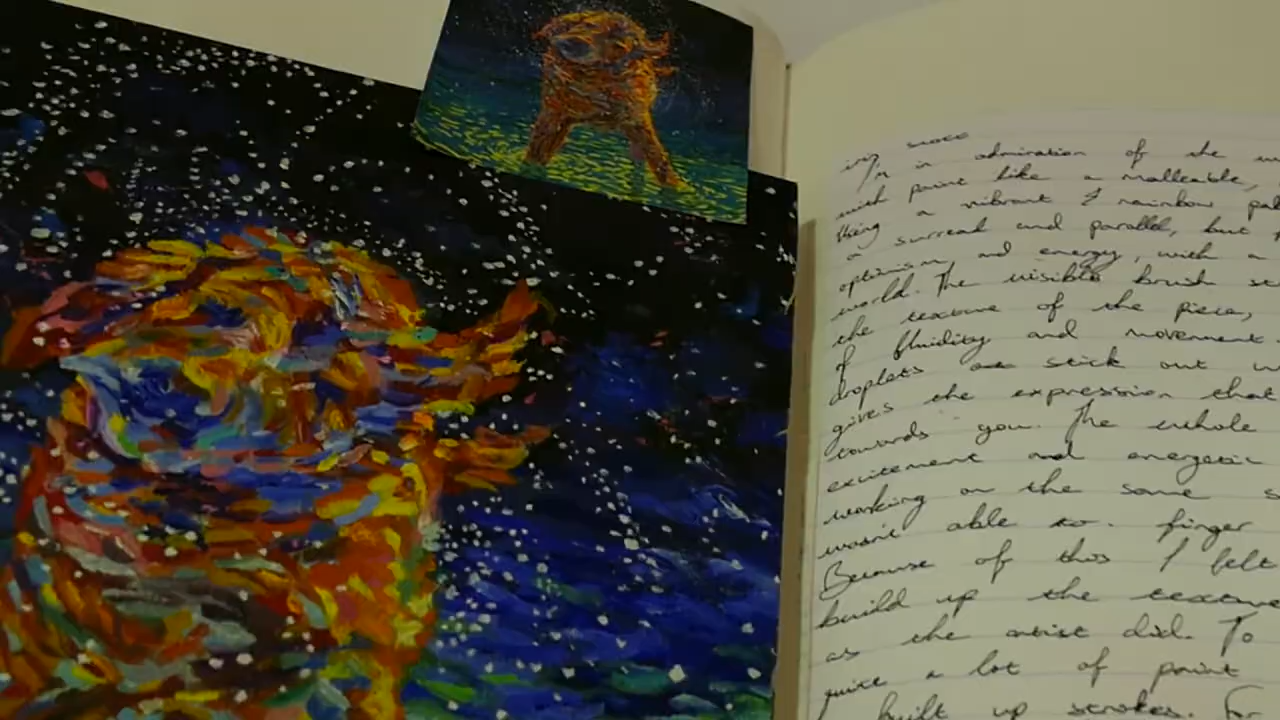 I'm in admiration of the
with paint like a malleable,
thing a vibrant & rainbow
a surreal and parallel, but
optimism and energy, with a
world. The visible brush
the texture of the piece,
of fluidity and movement.
droplets stick out
gives the expression that
towards you. The whole
excitement and energetic
working on the same
wasn't able to. finger
Because of this I felt
build up the texture
as the artist did. To
quite a lot of paint
built up strokes. For